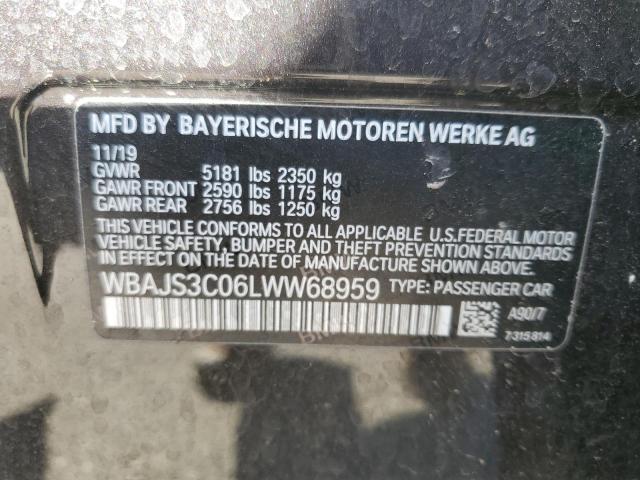 MFD BY BAYERISCHE MOTOREN WERKE AG
11/19
GVWR 5181 lbs 2350 kg
GAWR FRONT 2590 lbs 1175 kg
GAWR REAR 2756 lbs 1250 kg
THIS VEHICLE CONFORMS TO ALL APPLICABLE U.S.FEDERAL MOTOR
VEHICLE SAFETY, BUMPER AND THEFT PREVENTION STANDARDS
IN EFFECT ON THE DATE OF MANUFACTURE SHOWN ABOVE.
WBAJS3C06LWW68959 TYPE: PASSENGER CAR
A90/7
7315814